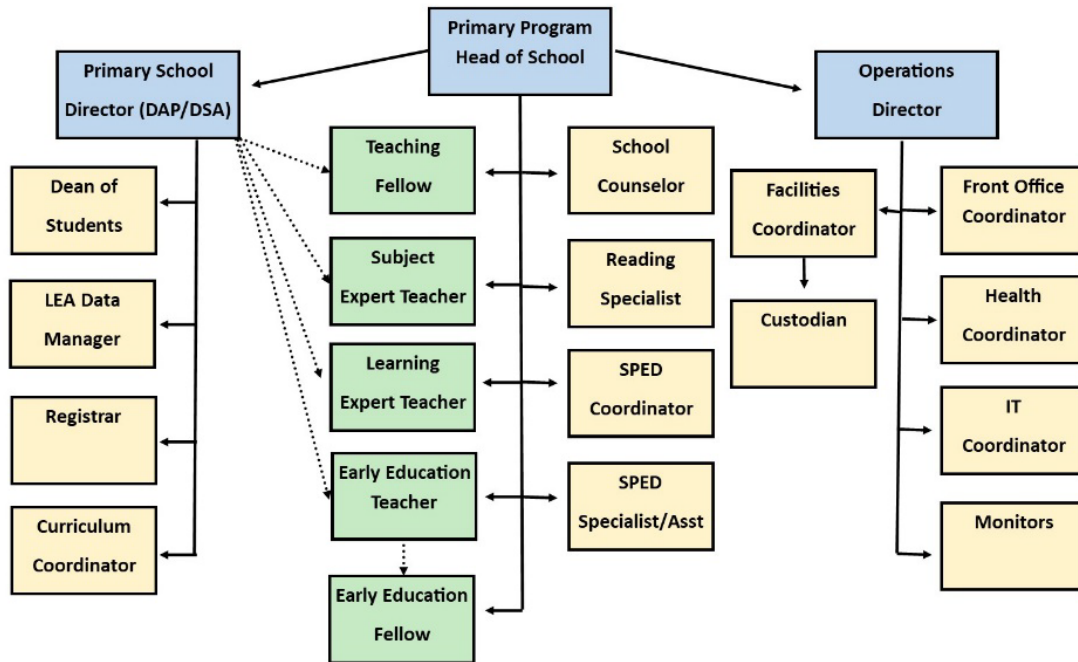 Primary Program
Head of School
Primary School
Director (DAP/DSA)
Operations
Director
Teaching
Fellow
School
Counselor
Dean of
Students
Facilities
Coordinator
Front Office
Coordinator
Subject
Expert Teacher
Reading
Specialist
LEA Data
Manager
Custodian
Health
Coordinator
Learning
Expert Teacher
SPED
Coordinator
Registrar
IT
Coordinator
Early Education
Teacher
SPED
Specialist/Asst
Curriculum
Coordinator
Monitors
Early Education
Fellow